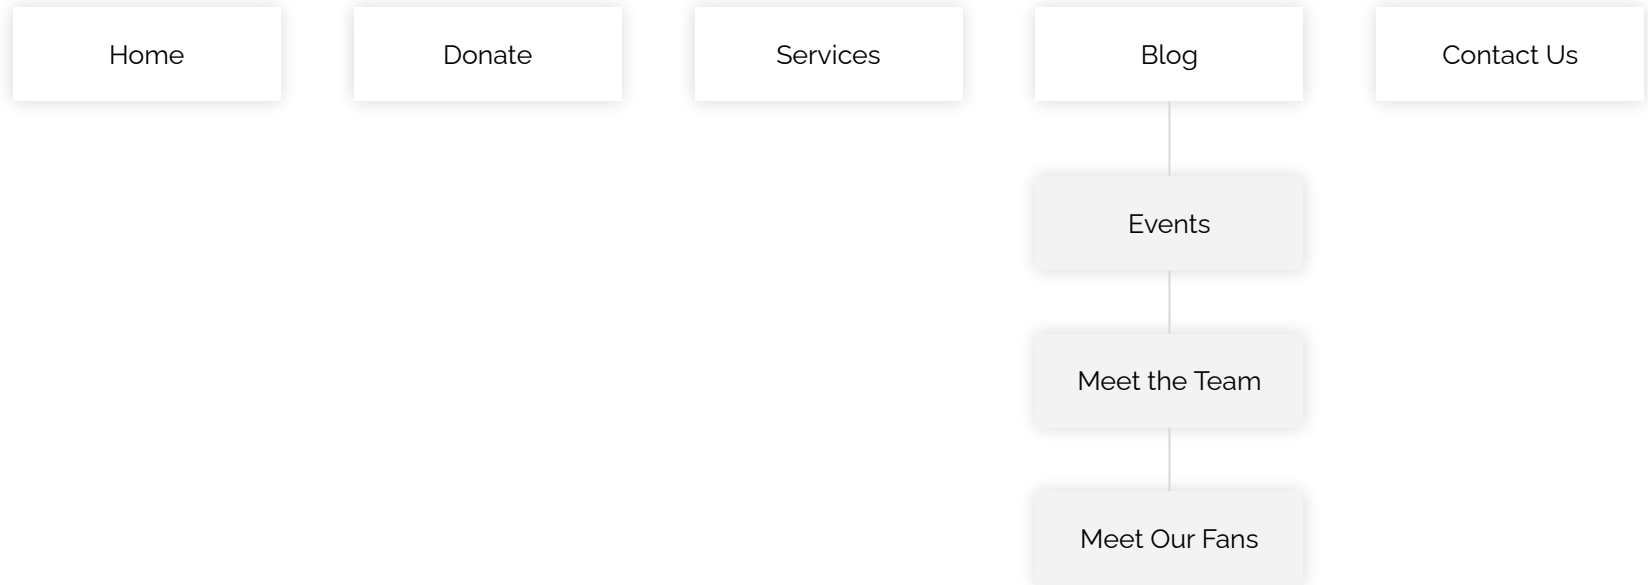 Home
Donate
Services
Blog
Contact Us
Events
Meet the Team
Meet Our Fans